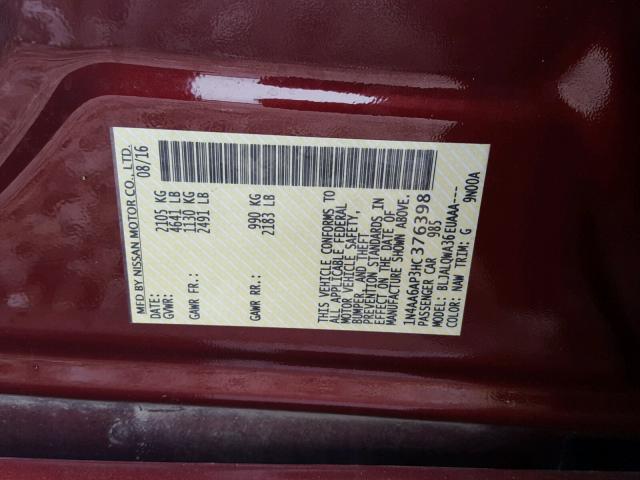 MFD BY NISSAN MOTOR CO., LTD.
DATE: 08/16
GVWR: 2105 KG
4641 LB
GAWR FR: 1130 KG
2491 LB
GAWR RR: 990 KG
2183 LB
THIS VEHICLE CONFORMS TO
ALL APPLICABLE FEDERAL
MOTOR VEHICLE SAFETY,
BUMPER, AND THEFT
PREVENTION STANDARDS IN
EFFECT ON THE DATE OF
MANUFACTURE SHOWN ABOVE.
1N4AA6AP3HC376398
PASSENGER CAR 985
MODEL: BLJALQWA36EUAAA---
COLOR: NAW TRIM: G 9N00A